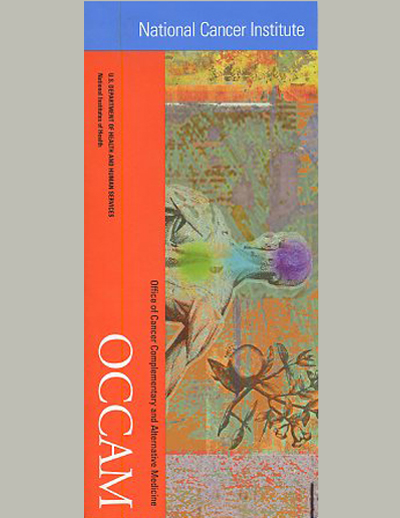 National Cancer Institute
U.S. DEPARTMENT OF HEALTH AND HUMAN SERVICES
National Institutes of Health
Office of Cancer Complementary and Alternative Medicine
OCCAM